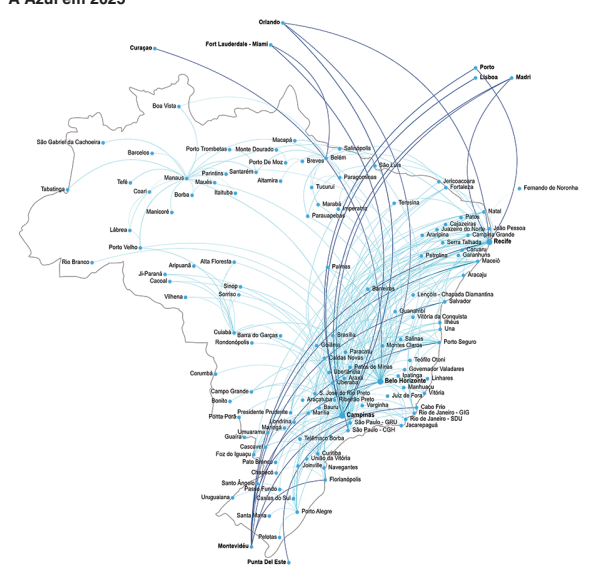 A Azul em 2025
Orlando
Fort Lauderdale - Miami
Curaçao
Porto
Lisboa
Madri
Boa Vista
Macapá
São Gabriel da Cachoeira
Porto Trombetas
Monte Dourado
Salinópolis
Barcelos
Belém
Porto De Moz
Breves
São Luís
Parintins
Santarém
Manaus
Paragominas
Tefé
Maués
Altamira
Jericoacoara
Fortaleza
Fernando de Noronha
Tabatinga
Tucuruí
Coari
Borba
Itaituba
Marabá
Imperatriz
Teresina
Manicoré
Parauapebas
Natal
Patos
Cajazeiras
João Pessoa
Juazeiro do Norte
Lábrea
Araripina
Campina Grande
Recife
Serra Talhada
Porto Velho
Caruaru
Patrolina
Garanhuns
Maceió
Rio Branco
Aripuanã
Alta Floresta
Palmas
Ji-Paraná
Aracaju
Cacoal
Sinop
Barreiras
Vilhena
Sorriso
Lençóis - Chapada Diamantina
Salvador
Guanambi
Vitória da Conquista
Ilhéus
Una
Cuiabá
Barra do Garças
Brasília
Salinas
Rondonópolis
Goiânia
Montes Claros
Porto Seguro
Paracatu
Caldas Novas
Teófilo Otoni
Patos de Minas
Corumbá
Uberlândia
Governador Valadares
Araxá
Ipatinga
Linhares
Uberaba
Belo Horizonte
Manhuaçu
Campo Grande
S. José do Rio Preto
Juiz de Fora
Vitória
Bonito
Araçatuba
Ribeirão Preto
Varginha
Bauru
Cabo Frio
Presidente Prudente
Marília
Rio de Janeiro - GIG
Ponta Porã
Campinas
Rio de Janeiro - SDU
Londrina
São Paulo - GRU
Jacarepaguá
Maringá
São Paulo - CGH
Umuarama
Guaíra
Telêmaco Borba
Cascavel
Foz do Iguaçu
Curitiba
União da Vitória
Pato Branco
Joinville
Navegantes
Chapecó
Florianópolis
Santo Ângelo
Passo Fundo
Uruguaiana
Caxias do Sul
Santa Maria
Porto Alegre
Pelotas
Montevidéu
Punta Del Este